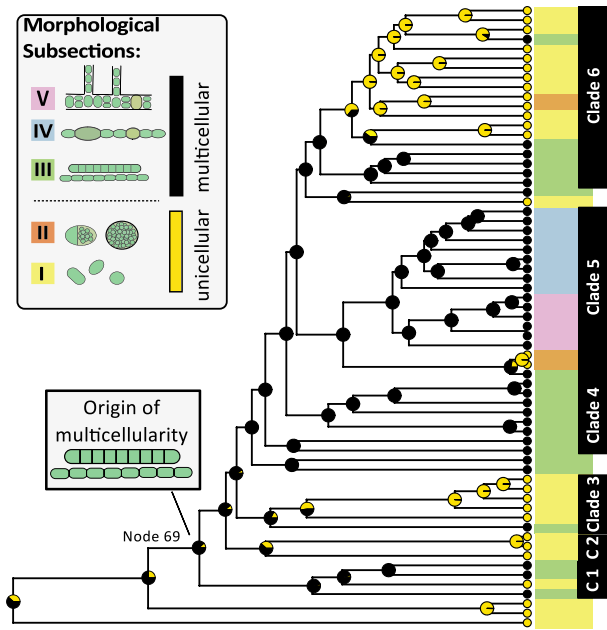 Morphological
Subsections:
V
IV
III
II
I
multicellular
unicellular
Origin of
multicellularity
Node 69
Clade 6
Clade 5
Clade 4
Clade 3
C 2
C 1